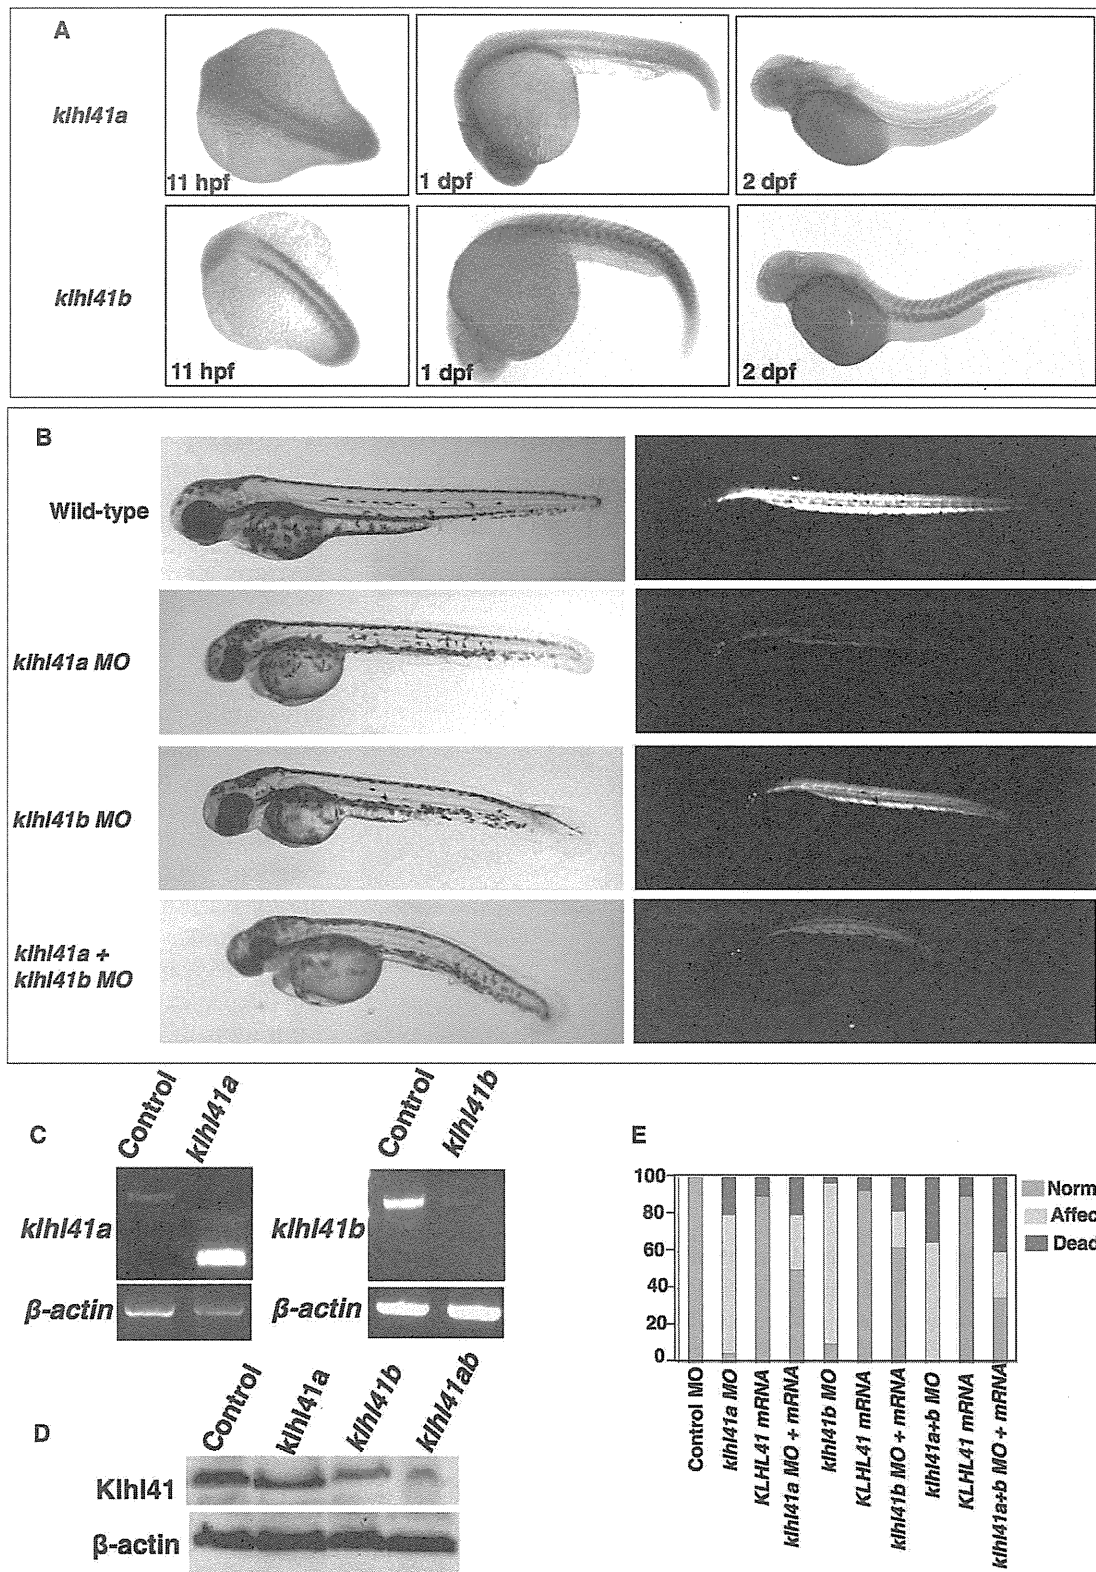 A
klhl41a
11 hpf
1 dpf
2 dpf
klhl41b
11 hpf
1 dpf
2 dpf
B
Wild-type
klhl41a MO
klhl41b MO
klhl41a +
klhl41b MO
C
Control
klhl41a
klhl41a
β-actin
Control
klhl41b
klhl41b
β-actin
D
Control
klhl41a
klhl41b
klhl41ab
Klhl41
β-actin
E
100
80
60
40
20
0
Norm
Affec
Dead
Control MO
klhl41a MO
KLHL41 mRNA
klhl41a MO + mRNA
klhl41b MO
KLHL41 mRNA
klhl41b MO + mRNA
klhl41a+b MO
KLHL41 mRNA
klhl41a+b MO + mRNA